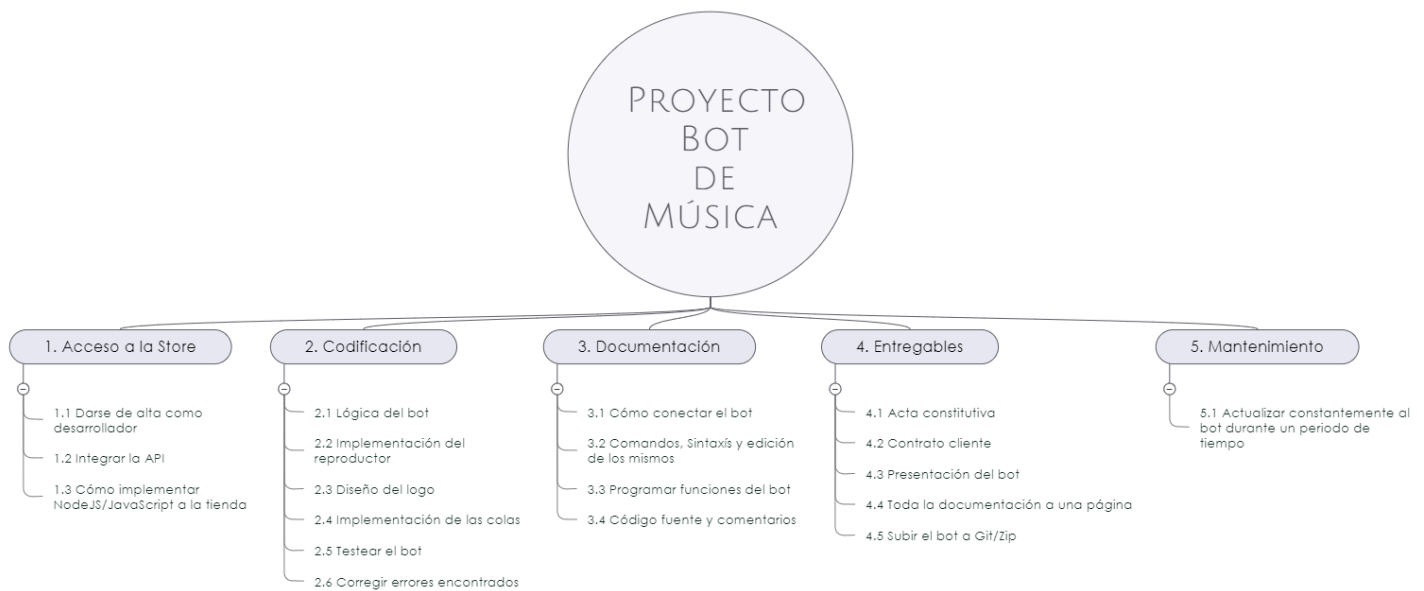 PROYECTO
BOT
DE
MÚSICA
1. Acceso a la Store
1.1 Darse de alta como
desarrollador
1.2 Integrar la API
1.3 Cómo implementar
NodeJS/JavaScript a la tienda
2. Codificación
2.1 Lógica del bot
2.2 Implementación del
reproductor
2.3 Diseño del logo
2.4 Implementación de las colas
2.5 Testear el bot
2.6 Corregir errores encontrados
3. Documentación
3.1 Cómo conectar el bot
3.2 Comandos, Sintaxís y edición
de los mismos
3.3 Programar funciones del bot
3.4 Código fuente y comentarios
4. Entregables
4.1 Acta constitutiva
4.2 Contrato cliente
4.3 Presentación del bot
4.4 Toda la documentación a una página
4.5 Subir el bot a Git/Zip
5. Mantenimiento
5.1 Actualizar constantemente al
bot durante un periodo de
tiempo